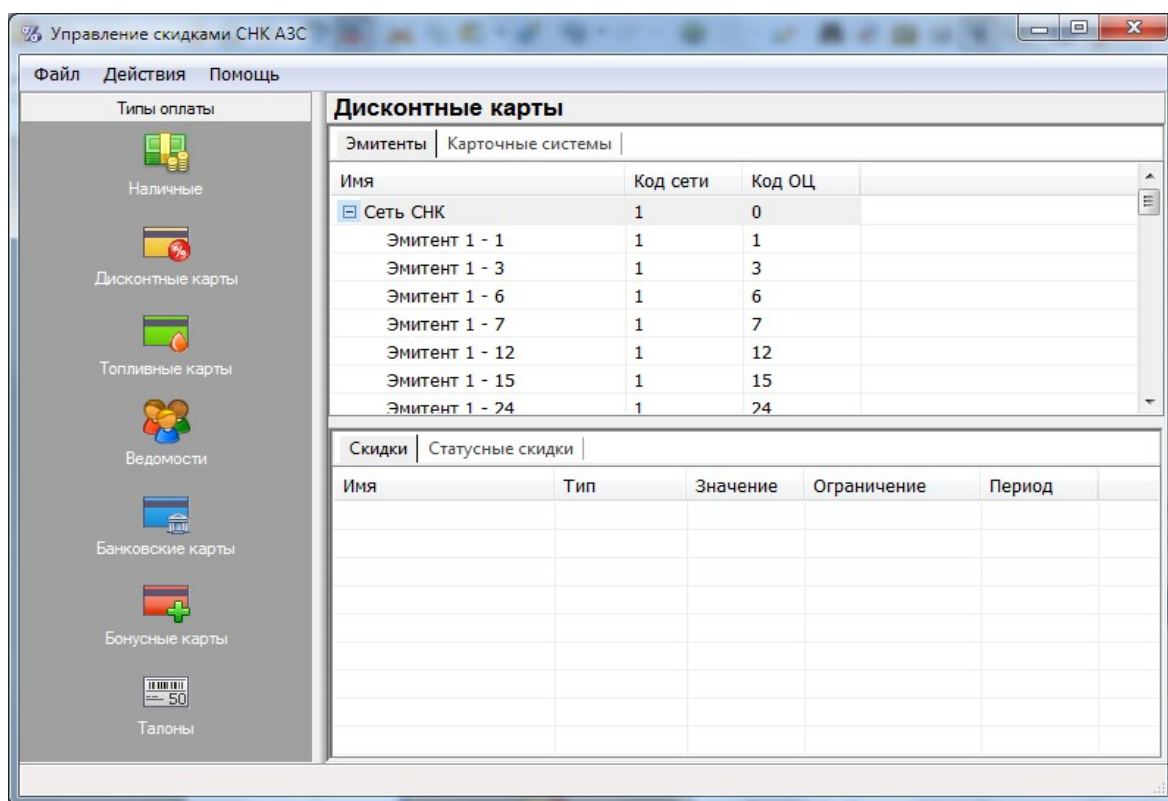 Управление скидками СНК АЗС
Файл Действия Помощь
Типы оплаты
Наличные
Дисконтные карты
Топливные карты
Ведомости
Банковские карты
Бонусные карты
50
Талоны
Дисконтные карты
Эмитенты Карточные системы
Имя Код сети Код ОЦ
Сеть СНК 1 0
Эмитент 1 - 1 1 1
Эмитент 1 - 3 1 3
Эмитент 1 - 6 1 6
Эмитент 1 - 7 1 7
Эмитент 1 - 12 1 12
Эмитент 1 - 15 1 15
Эмитент 1 - 24 1 24
Скидки Статусные скидки
Имя Тип Значение Ограничение Период